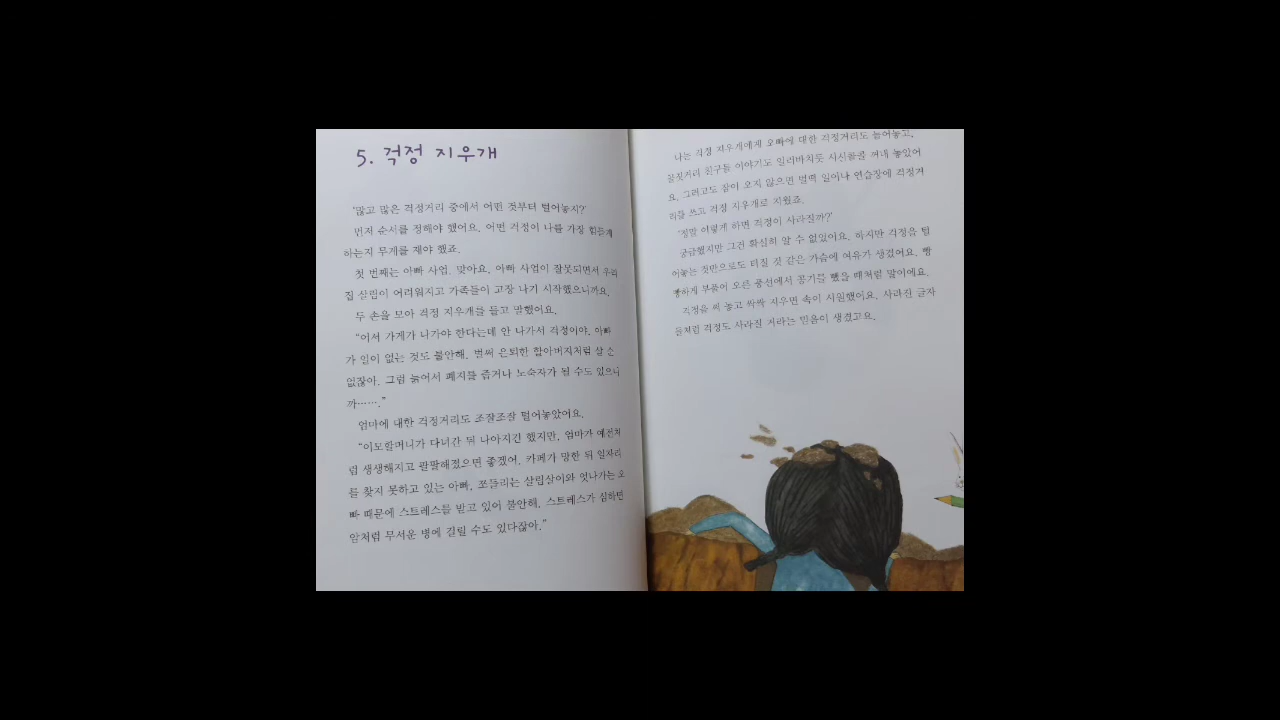 5. 걱정 지우개
'많고 많은 걱정거리 중에서 어떤 것부터 털어놓지?'
먼저 순서를 정해야 했어요. 어떤 걱정이 나를 가장 힘들게
하는지 무게를 재야 했죠.
첫 번째는 아빠 사업. 맞아요. 아빠 사업이 잘못되면서 우리
집 살림이 어려워지고 가족들이 고장 나기 시작했으니까요.
두 손을 모아 걱정 지우개를 들고 말했어요.
"어서 가게가 나가야 한다는데 안 나가서 걱정이야. 아빠
가 일이 없는 것도 불안해. 벌써 은퇴한 할아버지처럼 살 순
없잖아. 그럼 늙어서 폐지를 줍거나 노숙자가 될 수도 있으니
까……."
엄마에 대한 걱정거리도 조잘조잘 털어놓았어요.
"이모할머니가 다녀간 뒤 나아지긴 했지만, 엄마가 예전처
럼 생생해지고 팔팔해졌으면 좋겠어. 카페가 망한 뒤 일자리
를 찾지 못하고 있는 아빠, 쪼들리는 살림살이와 엇나가는 오
빠 때문에 스트레스를 받고 있어 불안해. 스트레스가 심하면
암처럼 무서운 병에 걸릴 수도 있다잖아."
나는 걱정 지우개에게 오빠에 대한 걱정거리도 늘어놓고,
골칫거리 친구들 이야기도 일러바치듯 시시콜콜 꺼내 놓았어
요. 그러고도 잠이 오지 않으면 벌떡 일어나 연습장에 걱정거
리를 쓰고 걱정 지우개로 지웠죠.
'정말 이렇게 하면 걱정이 사라질까?'
궁금했지만 그건 확실히 알 수 없었어요. 하지만 걱정을 털
어놓는 것만으로도 터질 것 같은 가슴에 여유가 생겼어요. 빵
빵하게 부풀어 오른 풍선에서 공기를 뺐을 때처럼 말이에요.
걱정을 써 놓고 싹싹 지우면 속이 시원했어요. 사라진 글자
들처럼 걱정도 사라질 거라는 믿음이 생겼고요.